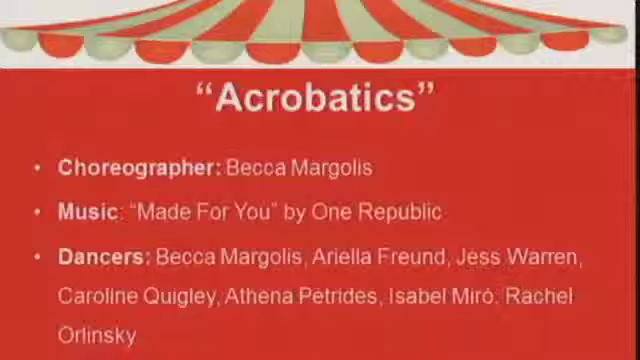 “Acrobatics”
• Choreographer: Becca Margolis
• Music: “Made For You” by One Republic
• Dancers: Becca Margolis, Ariella Freund, Jess Warren,
Caroline Quigley, Athena Petrides, Isabel Miró, Rachel
Orlinsky